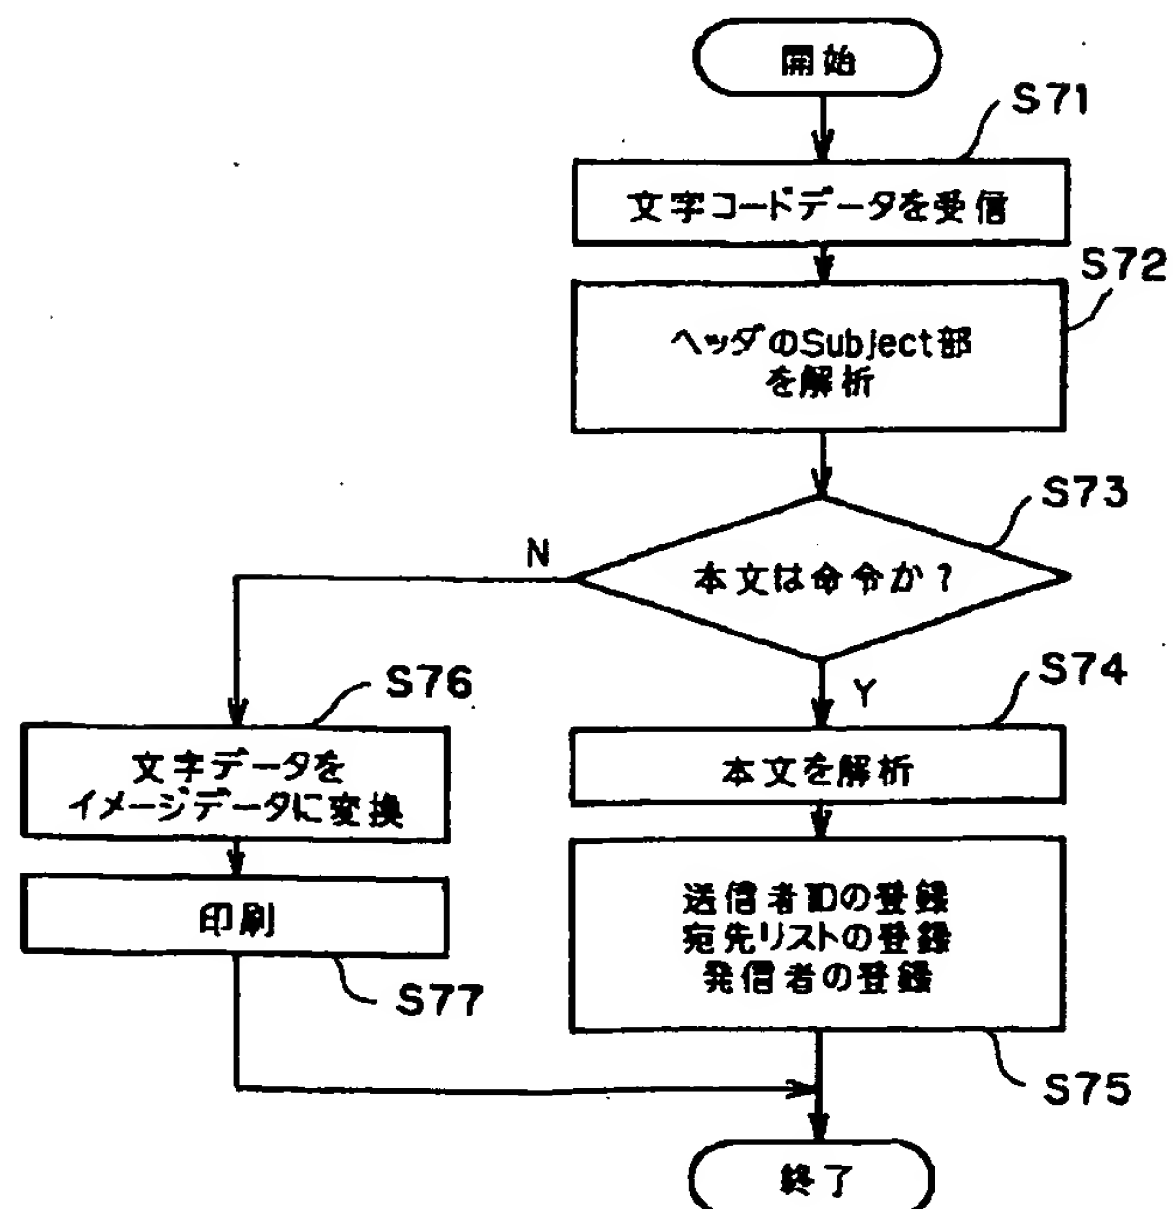 開始
S71
文字コードデータを受信
S72
ヘッダのSubject部
を解析
S73
本文は命令か?
N
Y
S74
本文を解析
S76
文字データを
イメージデータに変換
印刷
S77
送信者IDの登録
宛先リストの登録
発信者の登録
S75
終了